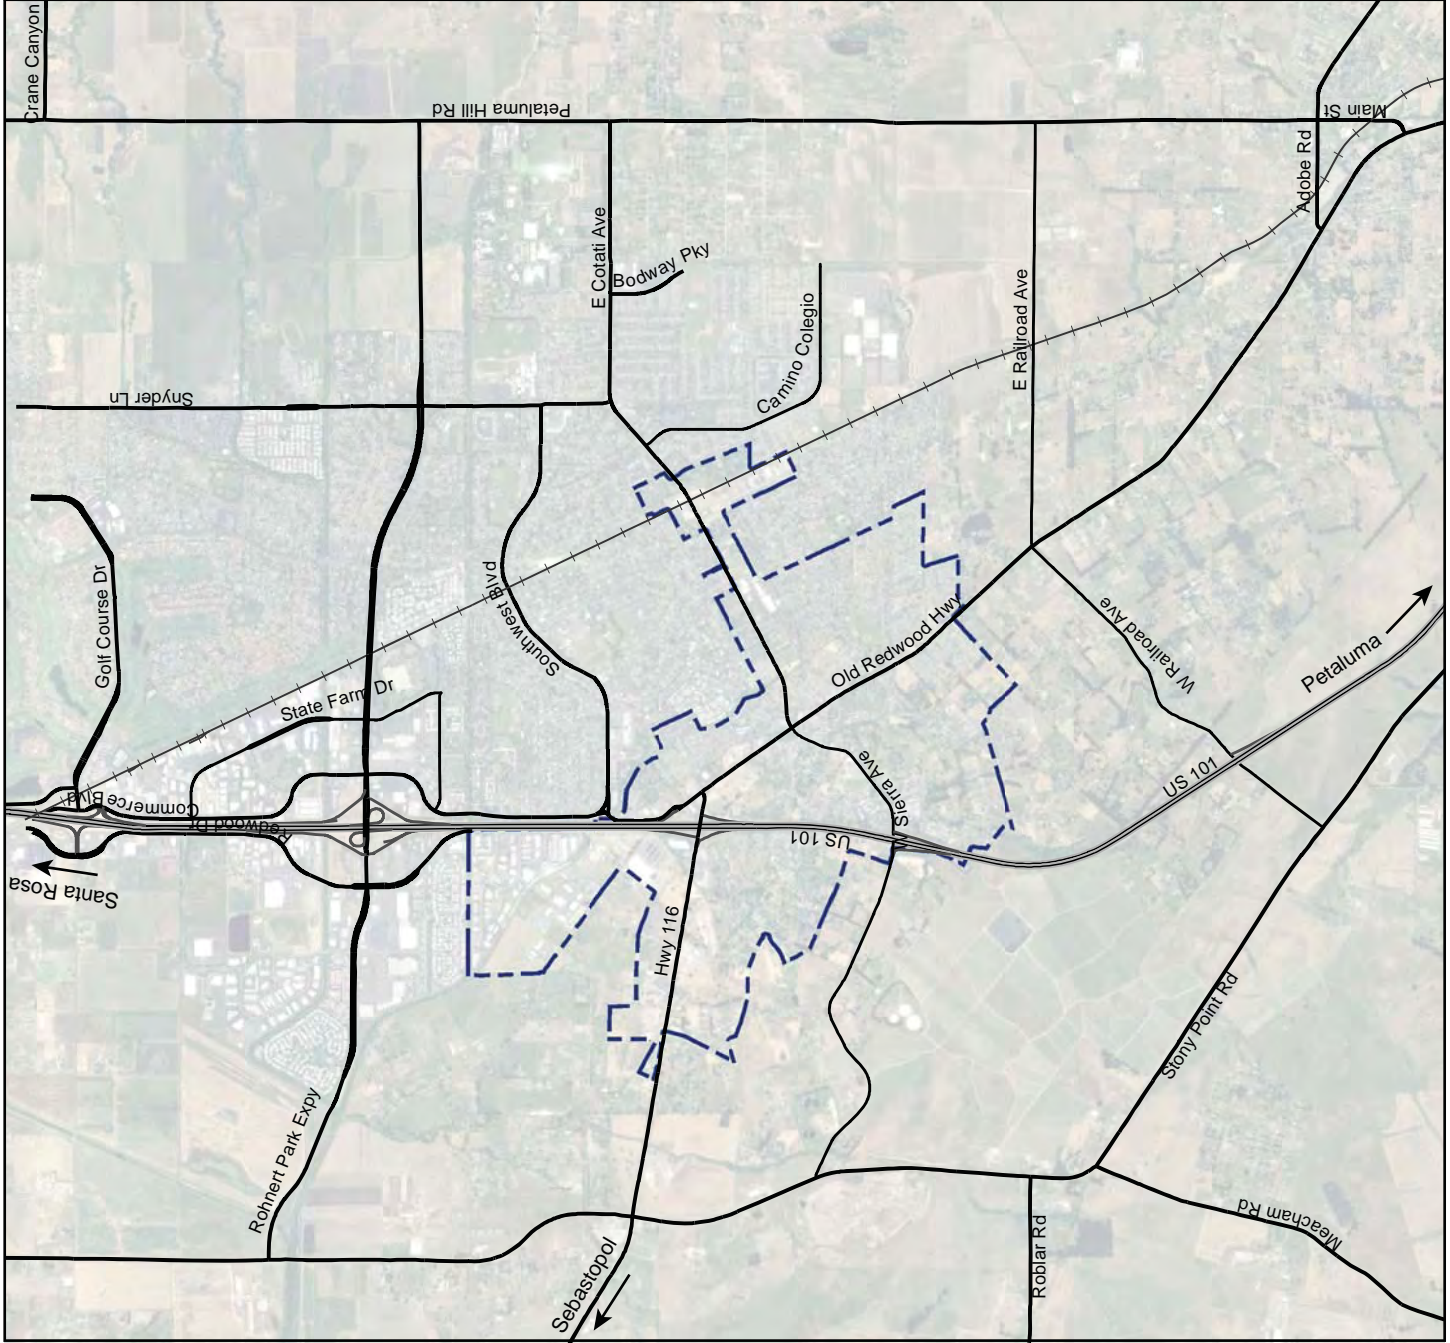 Crane Canyon
Petaluma Hill Rd
Main St
Adobe Rd
E Cotati Ave
Bodway Pky
E Railroad Ave
Camino Colegio
Snyder Ln
Golf Course Dr
Southwest Blvd
Old Redwood Hwy
W Railroad Ave
Petaluma
State Farm Dr
Commerce Blvd
Redwood Dr
US 101
US 101
Sierra Ave
W
Santa Rosa
Hwy 116
Stony Point Rd
Rohnert Park Expy
Meacham Rd
Roblar Rd
Sebastopol